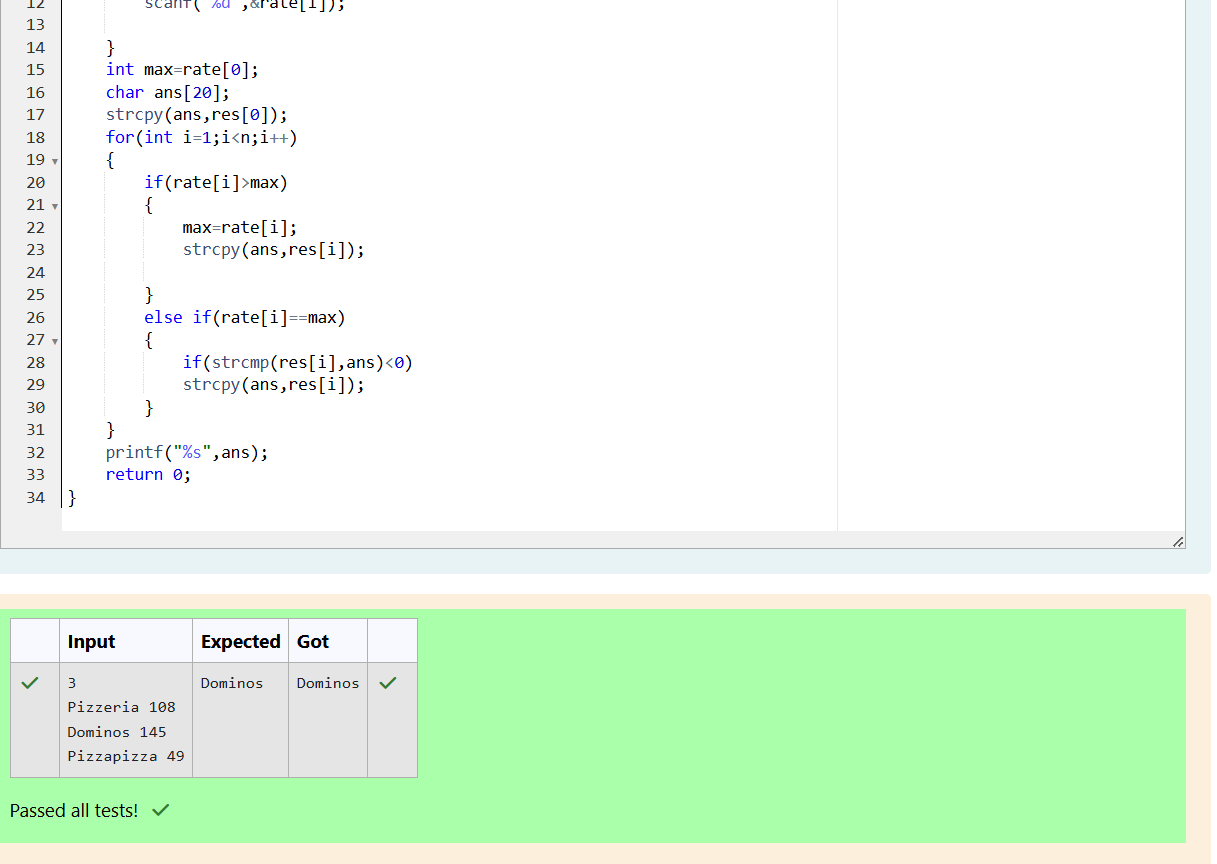 12 scanf("%d",&rate[i]);
13
14 }
15 int max=rate[0];
16 char ans[20];
17 strcpy(ans,res[0]);
18 for(int i=1;i<n;i++)
19 {
20 if(rate[i]>max)
21 {
22 max=rate[i];
23 strcpy(ans,res[i]);
24
25 }
26 else if(rate[i]==max)
27 {
28 if(strcmp(res[i],ans)<0)
29 strcpy(ans,res[i]);
30 }
31 }
32 printf("%s",ans);
33 return 0;
34 }
Input Expected Got
3 Dominos Dominos
Pizzeria 108
Dominos 145
Pizzapizza 49
Passed all tests!